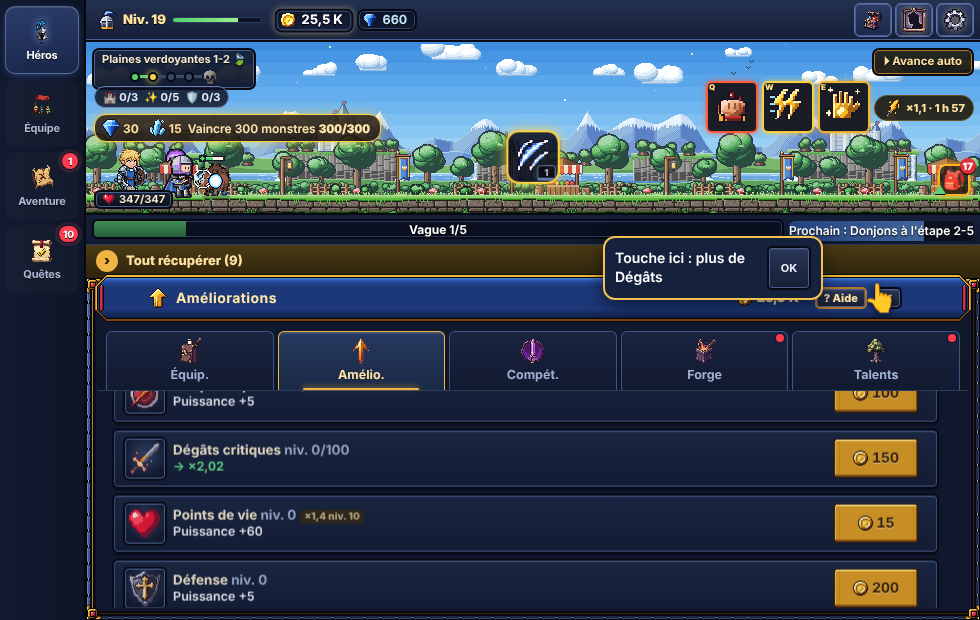 Niv. 19
25,5 K
660
Héros
Plaines verdoyantes 1-2
0/3
0/5
0/3
Avance auto
Q
W
E
×1,1 · 1 h 57
30
15 Vaincre 300 monstres 300/300
1
Équipe
1
Aventure
17
347/347
10
Quêtes
Vague 1/5
Prochain : Donjons à l'étape 2-5
Tout récupérer (9)
Touche ici : plus de
Dégâts
OK
Améliorations
? Aide
Équip.
Amélio.
Compét.
Forge
Talents
Puissance +5
100
Dégâts critiques niv. 0/100
→ ×2,02
150
Points de vie niv. 0 ×1,4 niv. 10
Puissance +60
15
Défense niv. 0
Puissance +5
200